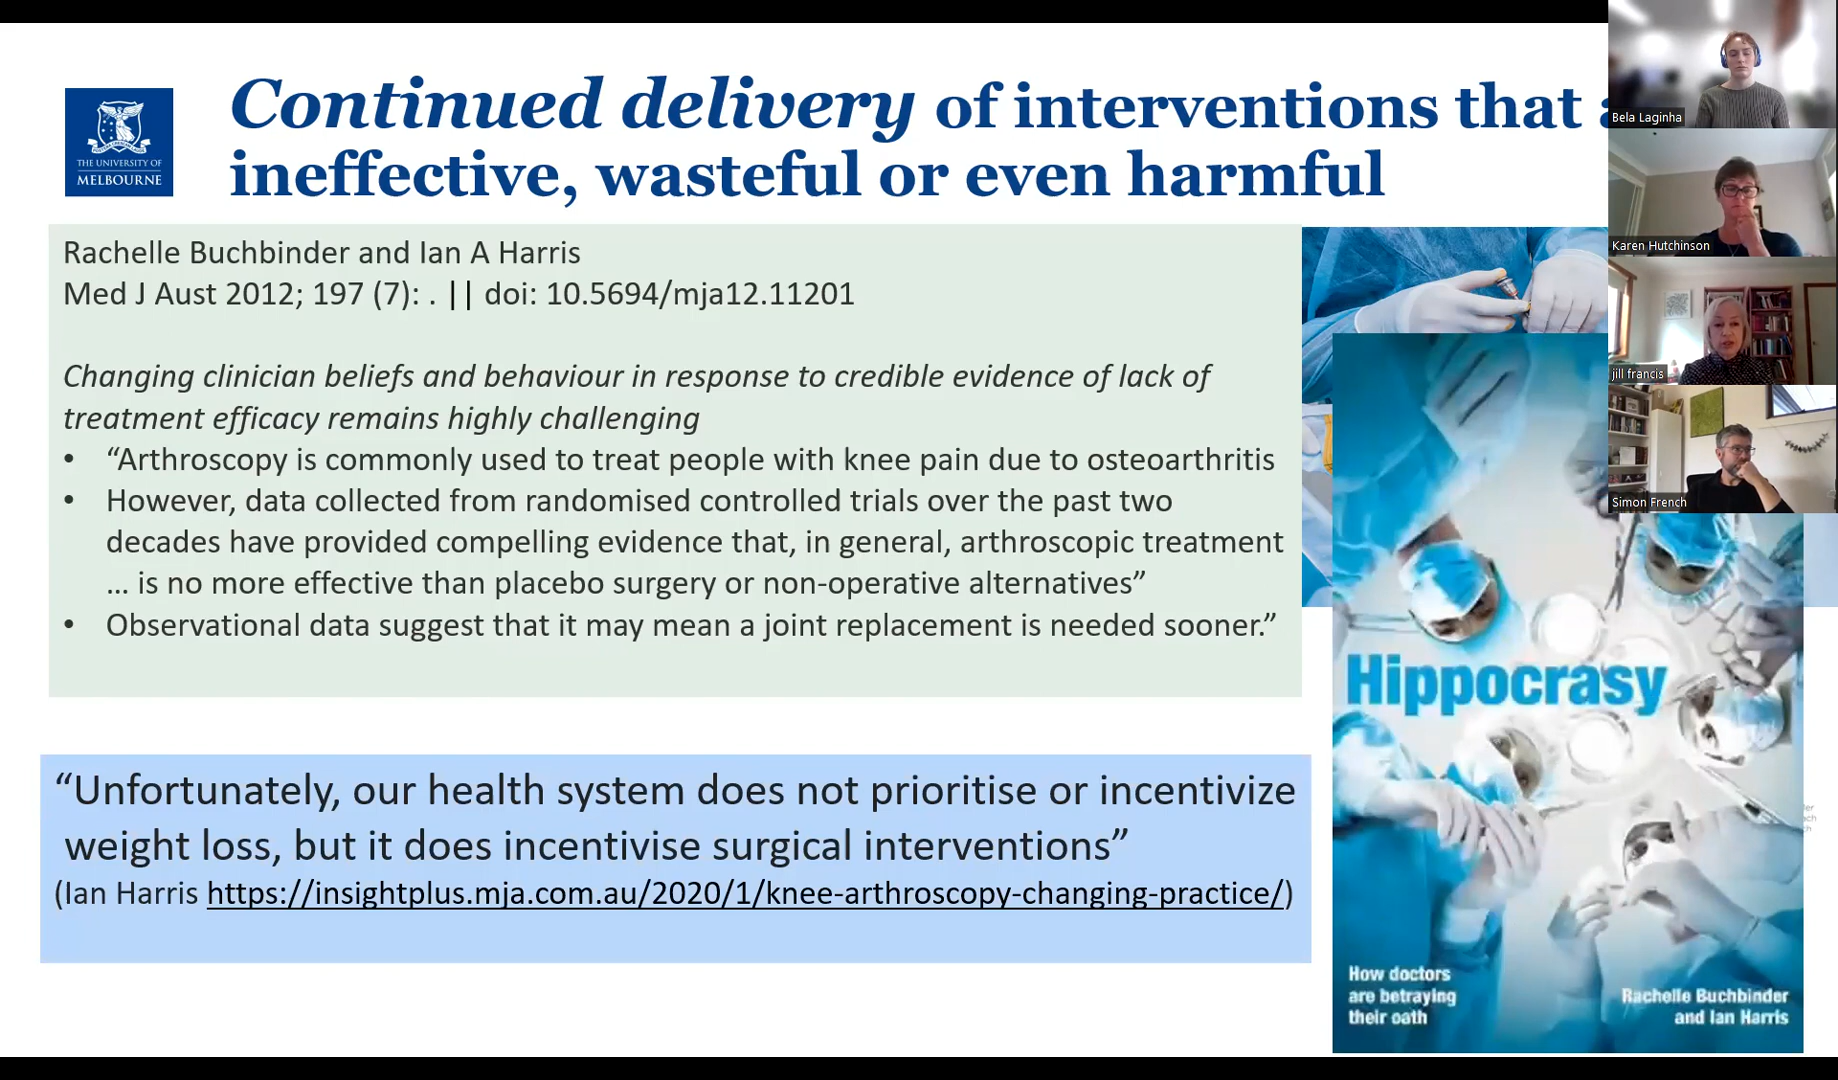 Continued delivery of interventions that
ineffective, wasteful or even harmful
THE UNIVERSITY OF
MELBOURNE
Rachelle Buchbinder and Ian A Harris
Med J Aust 2012; 197 (7): . || doi: 10.5694/mja12.11201
Changing clinician beliefs and behaviour in response to credible evidence of lack of
treatment efficacy remains highly challenging
• “Arthroscopy is commonly used to treat people with knee pain due to osteoarthritis
• However, data collected from randomised controlled trials over the past two
decades have provided compelling evidence that, in general, arthroscopic treatment
... is no more effective than placebo surgery or non-operative alternatives”
• Observational data suggest that it may mean a joint replacement is needed sooner.”
“Unfortunately, our health system does not prioritise or incentivize
weight loss, but it does incentivise surgical interventions”
(Ian Harris https://insightplus.mja.com.au/2020/1/knee-arthroscopy-changing-practice/)
Hippocrasy
How doctors
are betraying
their oath
Rachelle Buchbinder
and Ian Harris
Bela Laginha
Karen Hutchinson
jill francis
Simon French